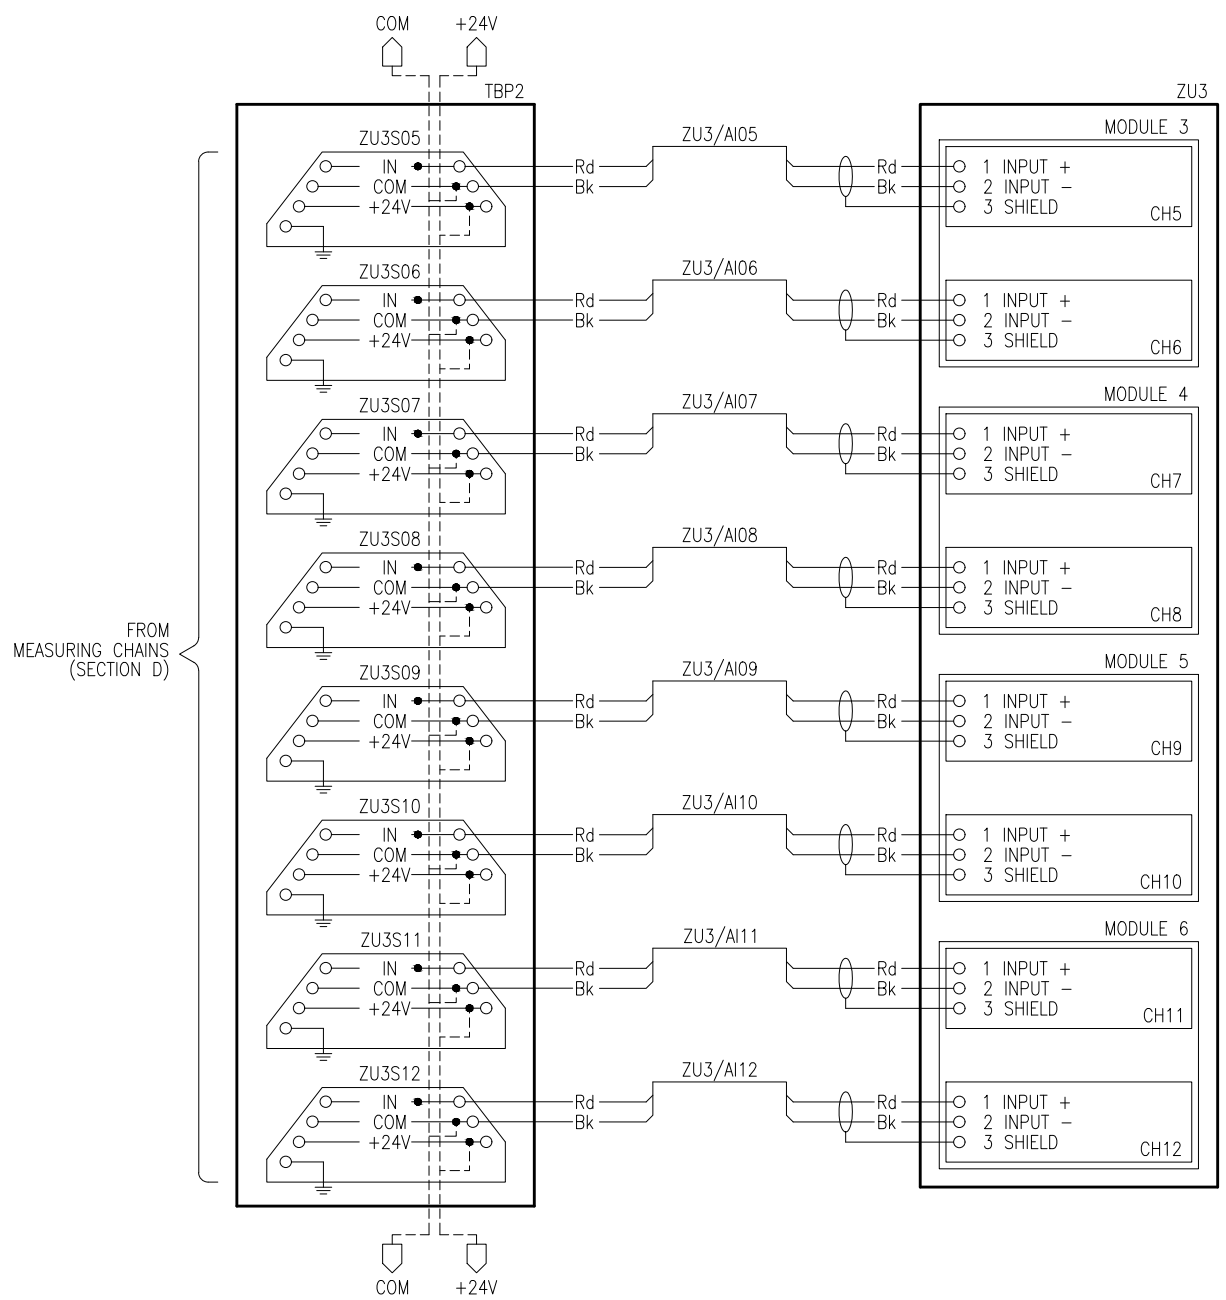 COM +24V
TBP2 ZU3
ZU3S05 ZU3/AI05 MODULE 3
IN Rd Rd 1 INPUT +
COM Bk Bk 2 INPUT −
+24V 3 SHIELD
CH5
ZU3S06 ZU3/AI06
IN Rd Rd 1 INPUT +
COM Bk Bk 2 INPUT −
+24V 3 SHIELD
CH6
ZU3S07 ZU3/AI07 MODULE 4
IN Rd Rd 1 INPUT +
COM Bk Bk 2 INPUT −
+24V 3 SHIELD
CH7
ZU3S08 ZU3/AI08
IN Rd Rd 1 INPUT +
COM Bk Bk 2 INPUT −
+24V 3 SHIELD
CH8
FROM
MEASURING CHAINS
(SECTION D)
ZU3S09 ZU3/AI09 MODULE 5
IN Rd Rd 1 INPUT +
COM Bk Bk 2 INPUT −
+24V 3 SHIELD
CH9
ZU3S10 ZU3/AI10
IN Rd Rd 1 INPUT +
COM Bk Bk 2 INPUT −
+24V 3 SHIELD
CH10
ZU3S11 ZU3/AI11 MODULE 6
IN Rd Rd 1 INPUT +
COM Bk Bk 2 INPUT −
+24V 3 SHIELD
CH11
ZU3S12 ZU3/AI12
IN Rd Rd 1 INPUT +
COM Bk Bk 2 INPUT −
+24V 3 SHIELD
CH12
COM +24V